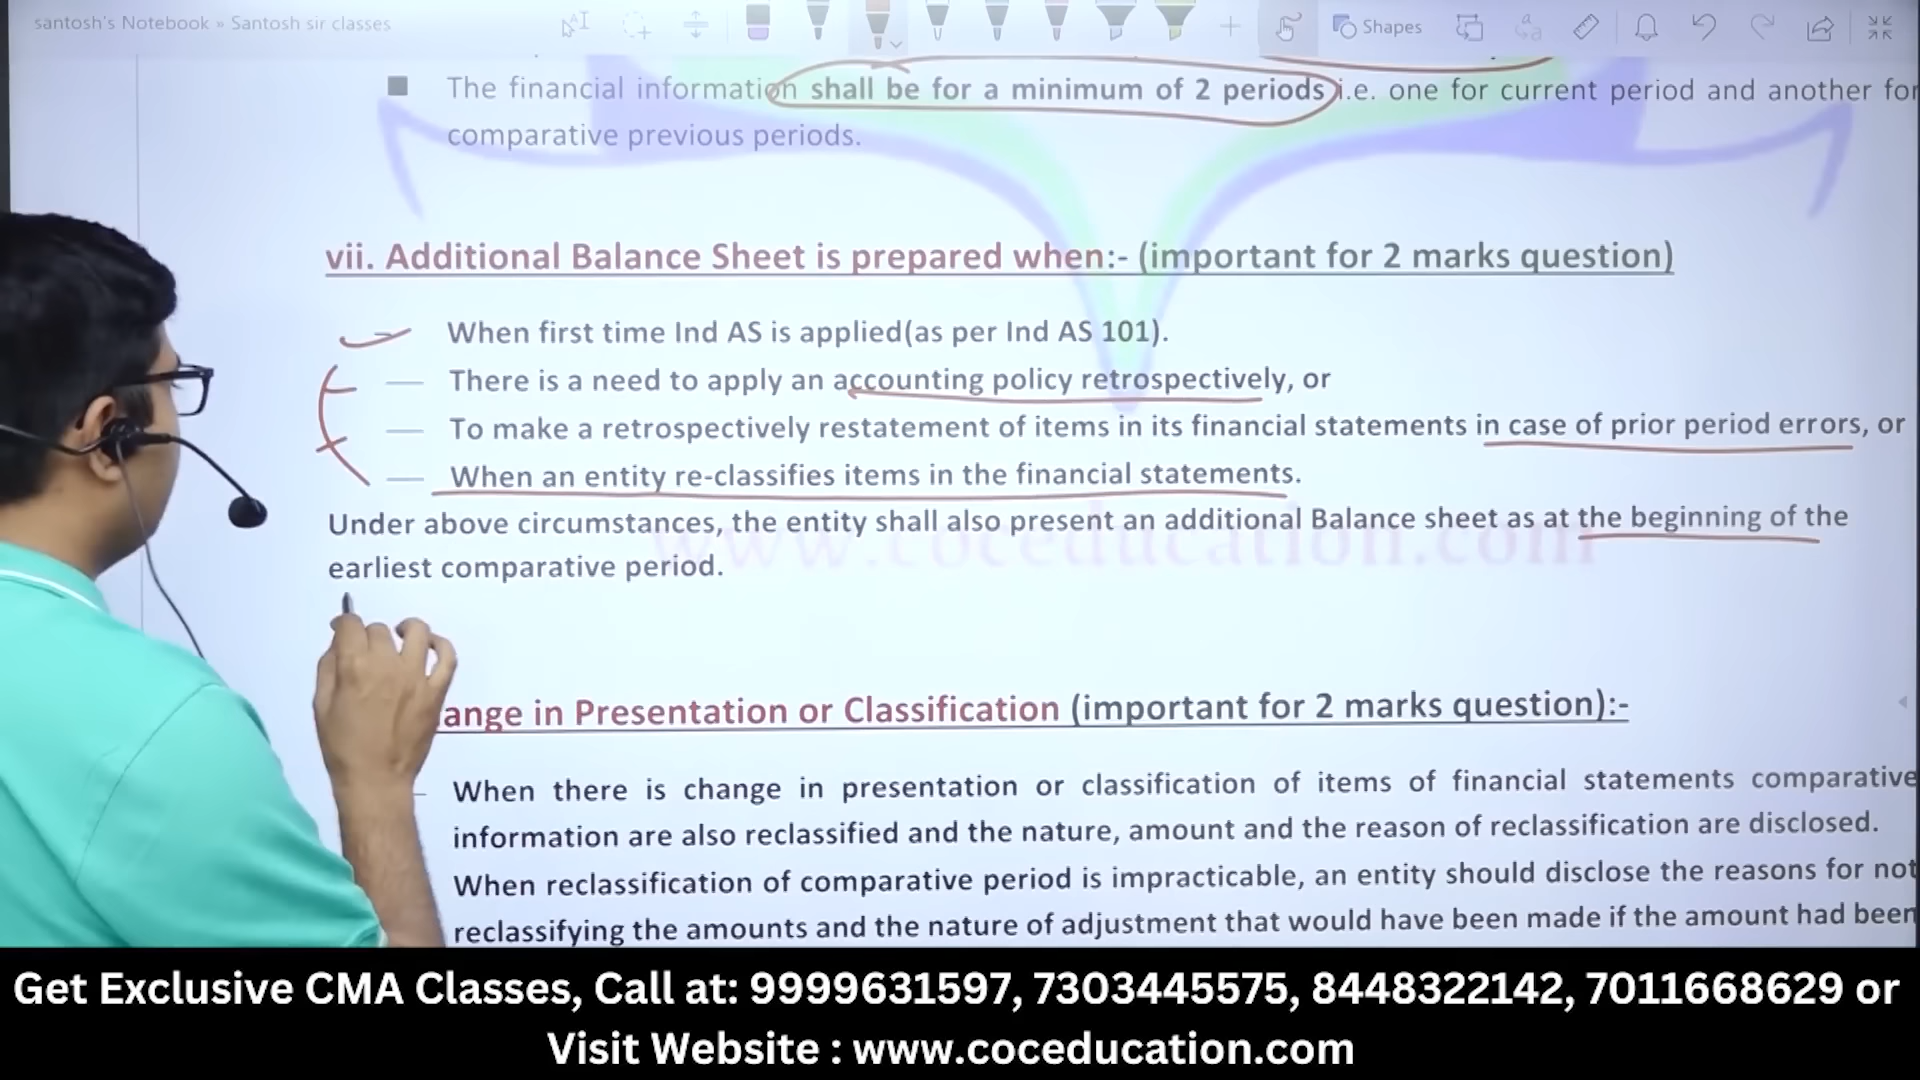 santosh's Notebook » Santosh sir classes
Shapes
■ The financial information shall be for a minimum of 2 periods i.e. one for current period and another for
comparative previous periods.
vii. Additional Balance Sheet is prepared when:- (important for 2 marks question)
When first time Ind AS is applied(as per Ind AS 101).
— There is a need to apply an accounting policy retrospectively, or
— To make a retrospectively restatement of items in its financial statements in case of prior period errors, or
— When an entity re-classifies items in the financial statements.
Under above circumstances, the entity shall also present an additional Balance sheet as at the beginning of the
earliest comparative period.
www.coceducation.com
ange in Presentation or Classification (important for 2 marks question):-
When there is change in presentation or classification of items of financial statements comparative
information are also reclassified and the nature, amount and the reason of reclassification are disclosed.
When reclassification of comparative period is impracticable, an entity should disclose the reasons for not
reclassifying the amounts and the nature of adjustment that would have been made if the amount had been
Get Exclusive CMA Classes, Call at: 9999631597, 7303445575, 8448322142, 7011668629 or
Visit Website : www.coceducation.com